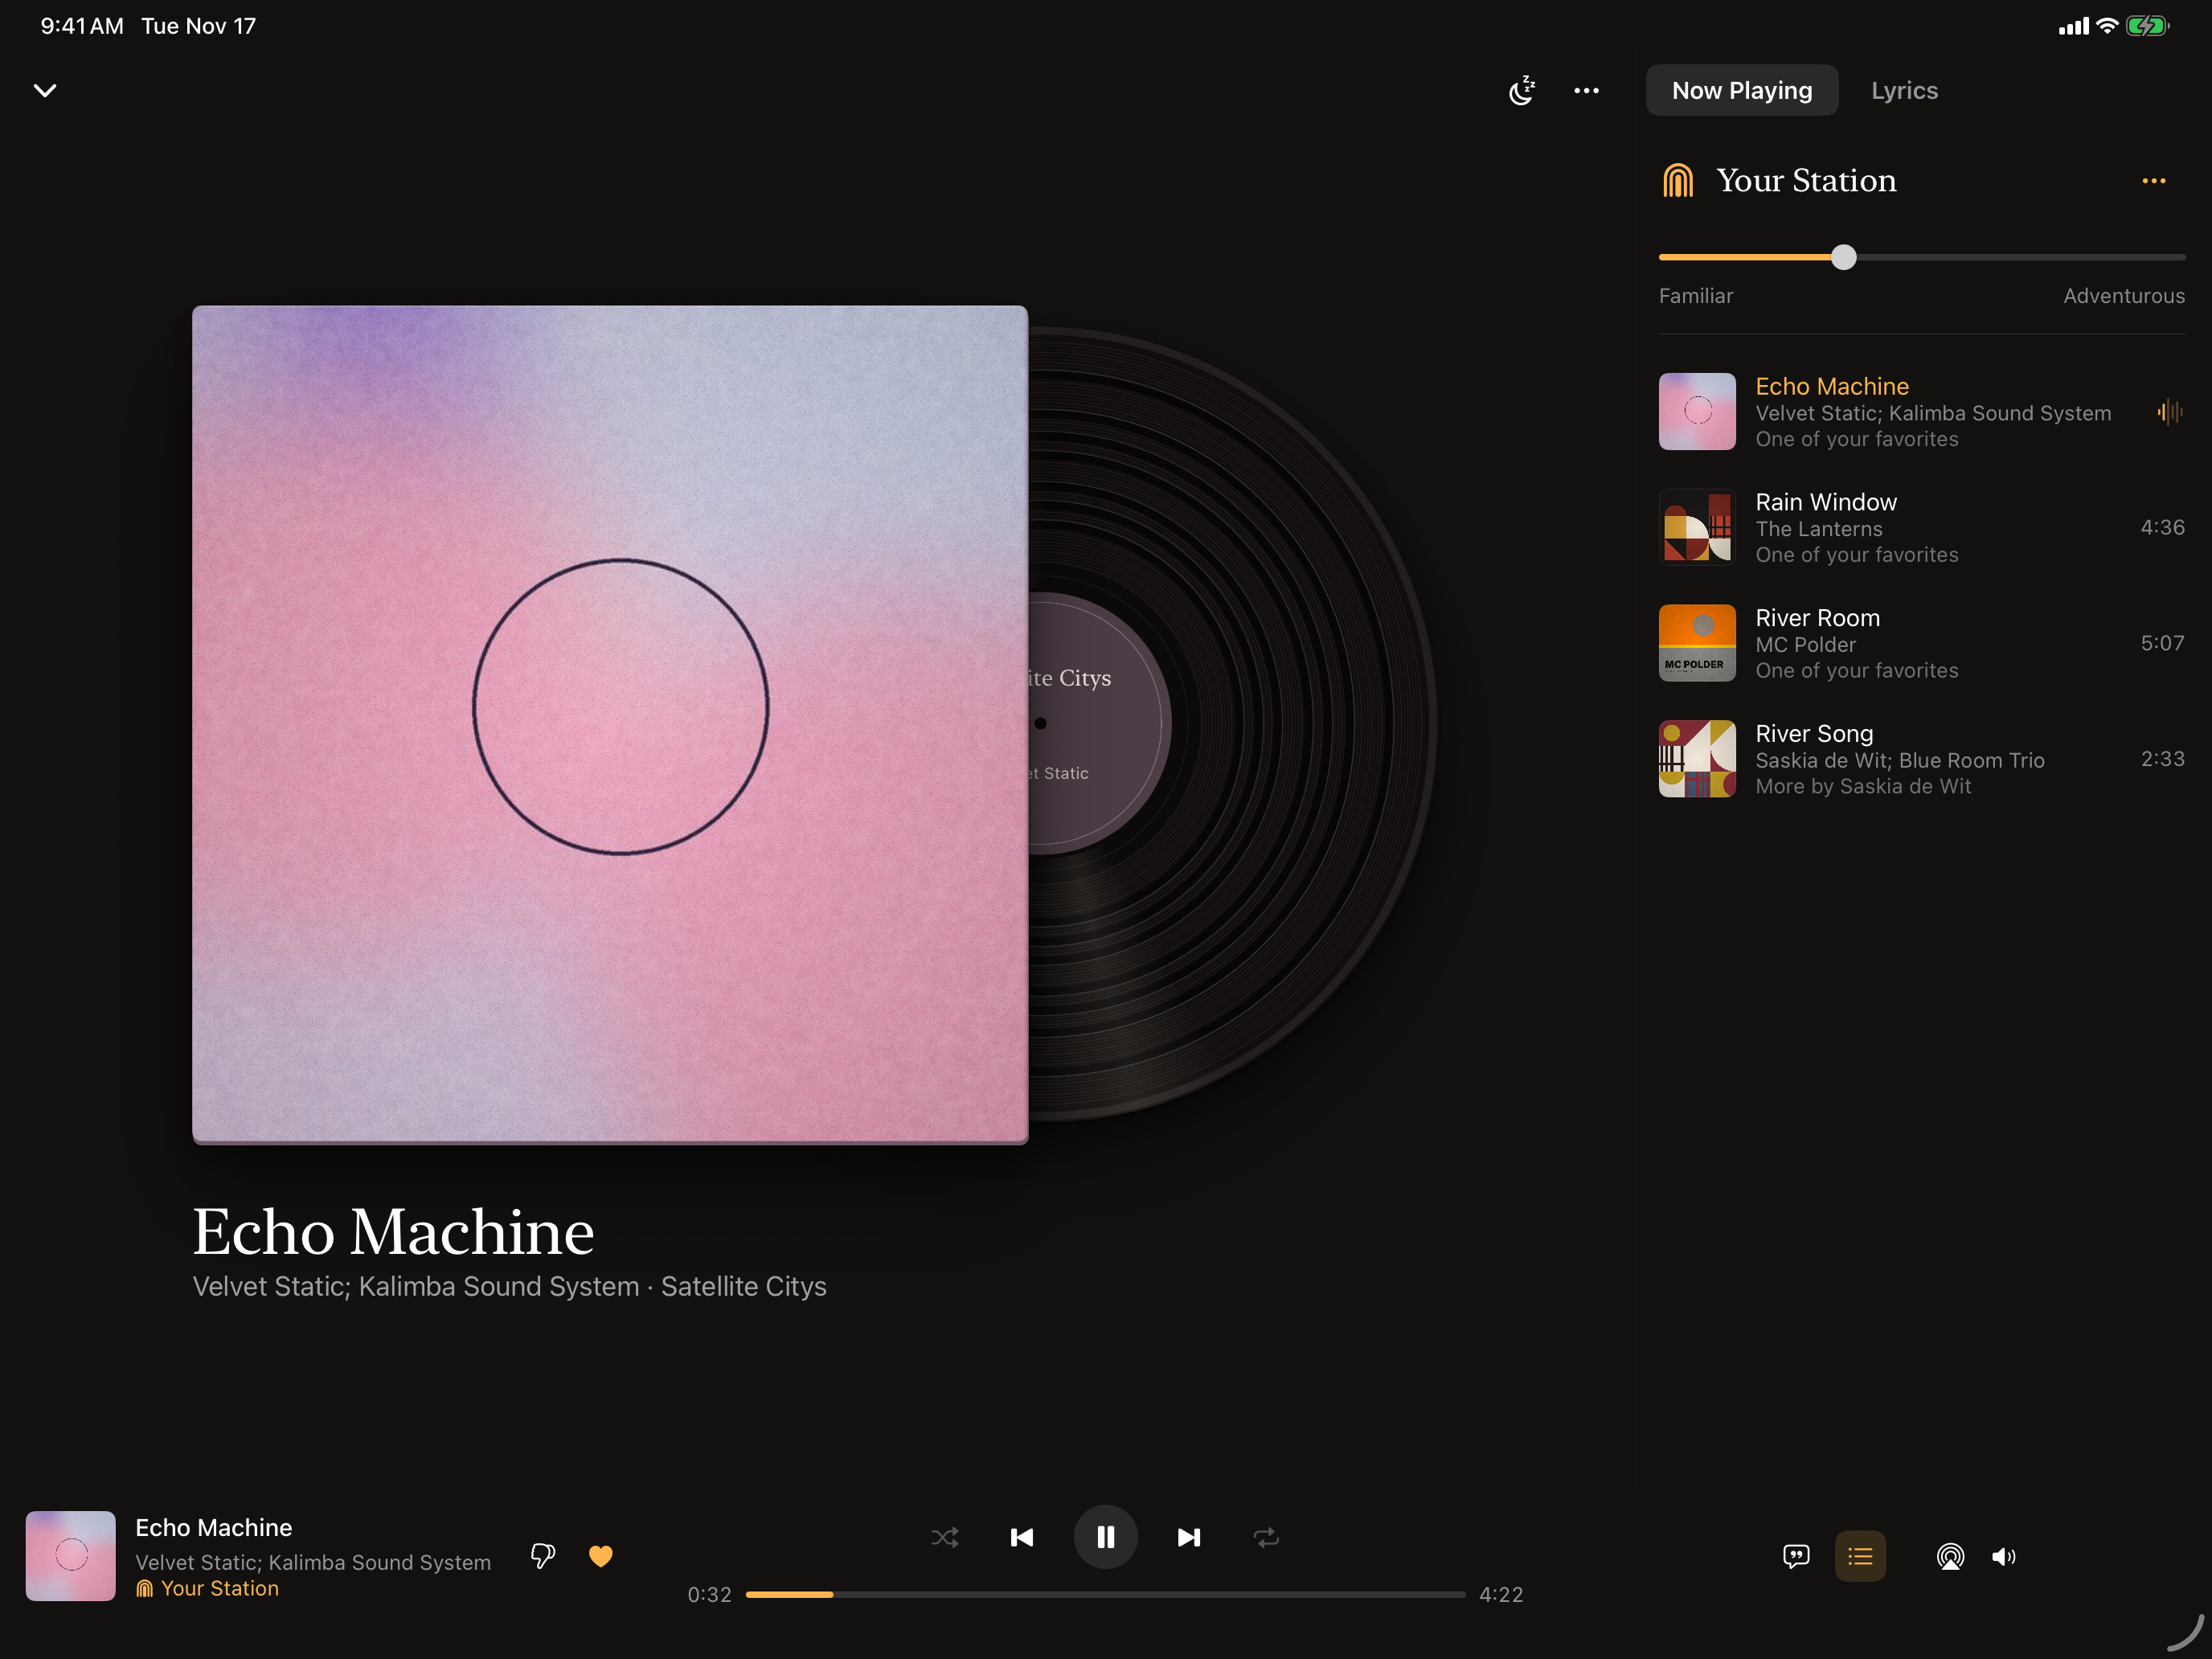 9:41 AM Tue Nov 17
Now Playing
Lyrics
Your Station
Familiar
Adventurous
Echo Machine
Velvet Static; Kalimba Sound System
One of your favorites
Rain Window
The Lanterns
One of your favorites
4:36
MC POLDER
River Room
MC Polder
One of your favorites
5:07
River Song
Saskia de Wit; Blue Room Trio
More by Saskia de Wit
2:33
ite Citys
et Static
Echo Machine
Velvet Static; Kalimba Sound System · Satellite Citys
Echo Machine
Velvet Static; Kalimba Sound System
Your Station
0:32
4:22